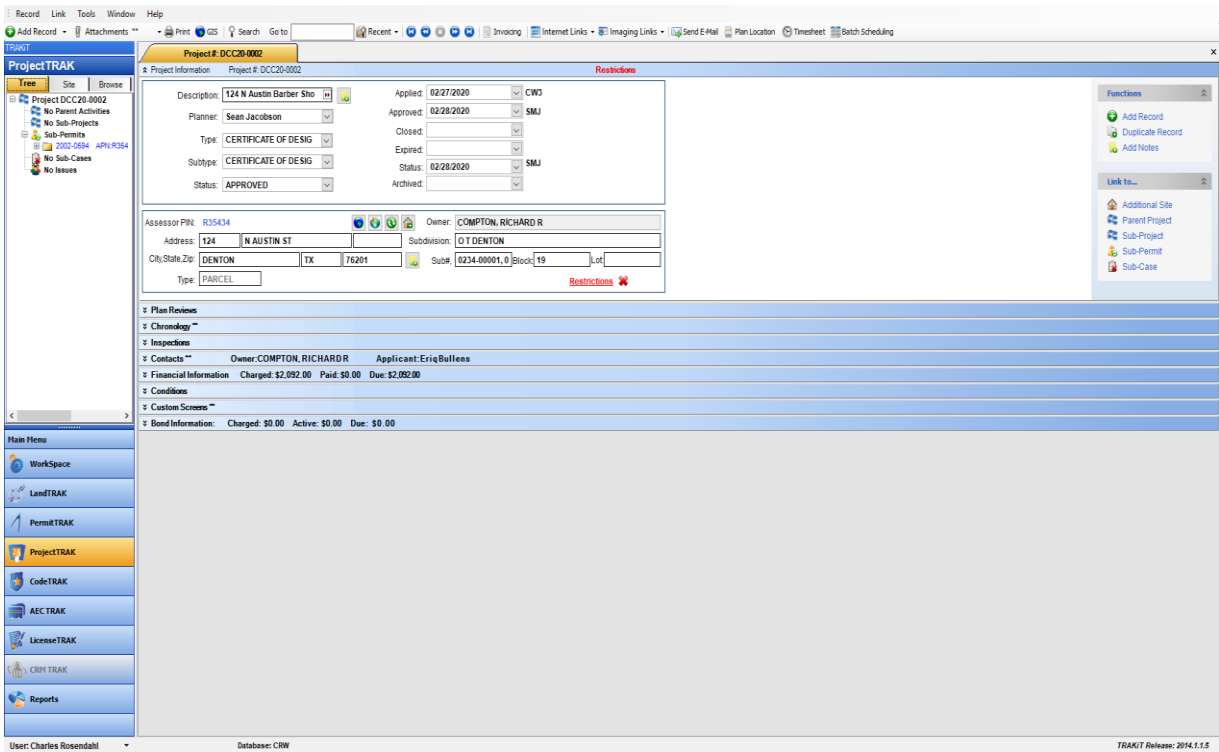 Record Link Tools Window Help
Add Record Attachments ** Print GIS Search Go to Recent Invoicing Internet Links Imaging Links Send E-Mail Plan Location Timesheet Batch Scheduling
TRAKiT
Project #: DCC20-0002
x
ProjectTRAK
Project Information Project #: DCC20-0002 Restrictions
Tree Site Browse
Project DCC20-0002
No Parent Activities
No Sub-Projects
Sub-Permits
2002-0594 APN:R354
No Sub-Cases
No Issues
Description: 124 N Austin Barber Sho
Planner: Sean Jacobson
Type: CERTIFICATE OF DESIG
Subtype: CERTIFICATE OF DESIG
Status: APPROVED
Applied: 02/27/2020 CW3
Approved: 02/28/2020 SMJ
Closed:
Expired:
Status: 02/28/2020 SMJ
Archived:
Functions
Add Record
Duplicate Record
Add Notes
Link to...
Additional Site
Parent Project
Sub-Project
Sub-Permit
Sub-Case
Assessor PIN: R35434 Owner: COMPTON, RICHARD R
Address: 124 N AUSTIN ST Subdivision: O T DENTON
City,State,Zip: DENTON TX 76201 Sub#, 0234-00001, 0 Block: 19 Lot:
Type: PARCEL Restrictions
Plan Reviews
Chronology **
Inspections
Contacts ** Owner:COMPTON, RICHARD R Applicant:Eriq Bullens
Financial Information Charged: $2,092.00 Paid: $0.00 Due: $2,092.00
Conditions
Custom Screens **
Bond Information: Charged: $0.00 Active: $0.00 Due: $0.00
Main Menu
WorkSpace
LandTRAK
PermitTRAK
ProjectTRAK
CodeTRAK
AEC TRAK
LicenseTRAK
CRM TRAK
Reports
User: Charles Rosendahl Database: CRW TRAKiT Release: 2014.1.1.5